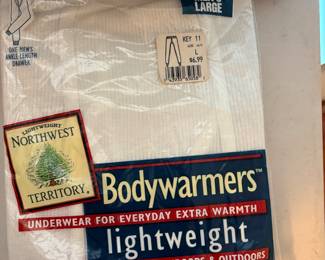 LARGE
ONE MEN'S
ANKLE-LENGTH
DRAWER
KEY 11
L
$6.99
LIGHTWEIGHT
NORTHWEST
TERRITORY
Bodywarmers™
UNDERWEAR FOR EVERYDAY EXTRA WARMTH
lightweight
& OUTDOORS